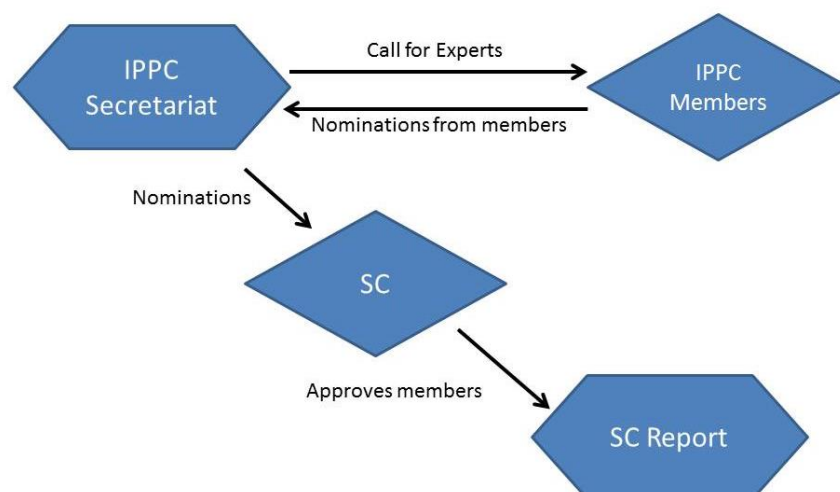 Call for Experts
IPPC
Secretariat
IPPC
Members
Nominations from members
Nominations
SC
Approves members
SC Report